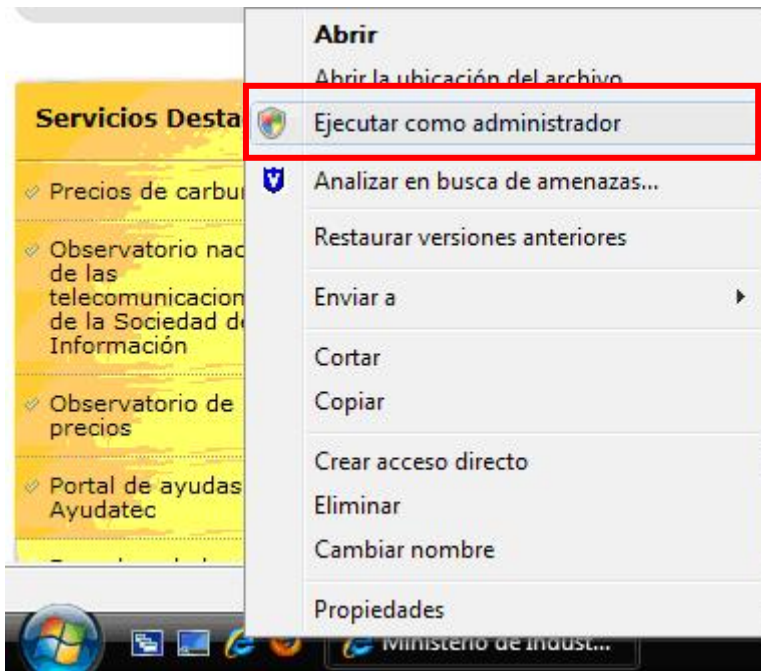 Servicios Desta
Precios de carbu
Observatorio nac
de las
telecomunicacion
de la Sociedad d
Información
Observatorio de
precios
Portal de ayudas
Ayudatec
Abrir
Abrir la ubicación del archivo
Ejecutar como administrador
Analizar en busca de amenazas...
Restaurar versiones anteriores
Enviar a
Cortar
Copiar
Crear acceso directo
Eliminar
Cambiar nombre
Propiedades
Ministerio de Indust...